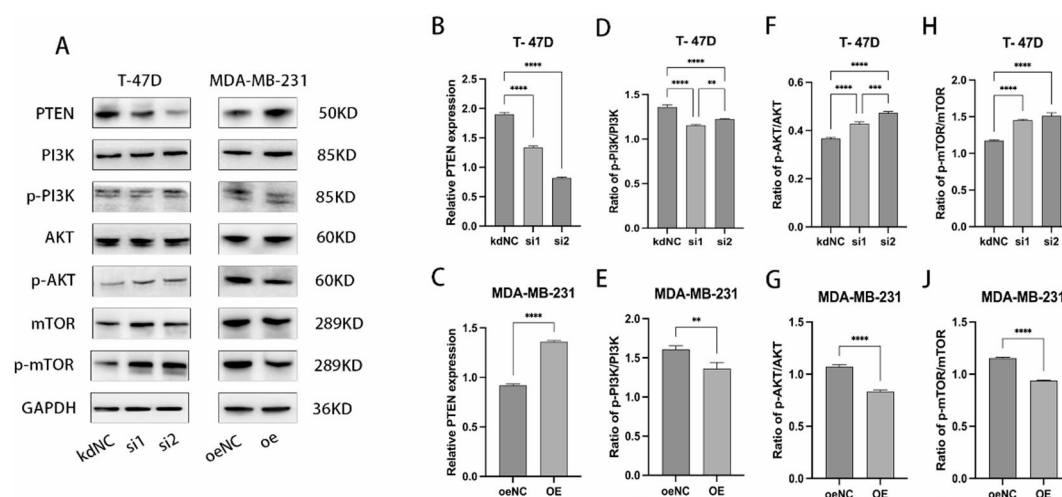 A
T-47D MDA-MB-231
PTEN 50KD
PI3K 85KD
p-PI3K 85KD
AKT 60KD
p-AKT 60KD
mTOR 289KD
p-mTOR 289KD
GAPDH 36KD
kdNC si1 si2 oeNC oe
B
T- 47D
Relative PTEN expression
2.5
2.0
1.5
1.0
0.5
0.0
****
****
kdNC si1 si2
D
T- 47D
Ratio of p-PI3K/PI3K
2.0
1.5
1.0
0.5
0.0
****
**** **
kdNC si1 si2
F
T- 47D
Ratio of p-AKT/AKT
0.6
0.4
0.2
0.0
****
**** ***
kdNC si1 si2
H
T- 47D
Ratio of p-mTOR/mTOR
2.0
1.5
1.0
0.5
0.0
****
****
kdNC si1 si2
C
MDA-MB-231
Relative PTEN expression
1.5
1.0
0.5
0.0
****
oeNC OE
E
MDA-MB-231
Ratio of p-PI3K/PI3K
2.0
1.5
1.0
0.5
0.0
**
oeNC OE
G
MDA-MB-231
Ratio of p-AKT/AKT
1.5
1.0
0.5
0.0
****
oeNC OE
J
MDA-MB-231
Ratio of p-mTOR/mTOR
1.5
1.0
0.5
0.0
****
oeNC OE